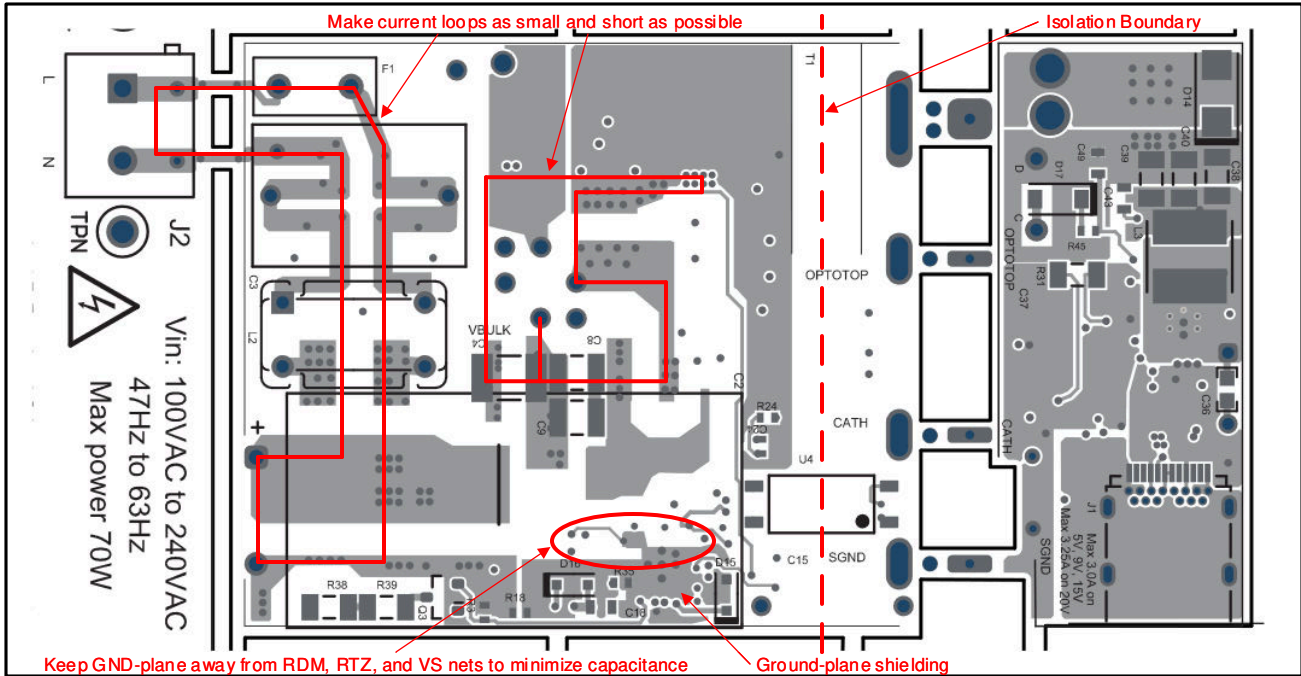 Make current loops as small and short as possible
Isolation Boundary
L
N
J2
TPN
F1
T1
C3
L2
VBULK
C4
C8
C9
C2
+
Vin: 100VAC to 240VAC
47Hz to 63Hz
Max power 70W
R24
U4
OPTOTOP
CATH
SGND
C15
R38
R39
Q3
R18
D16
R35
C18
D15
D14
C40
C49
C39
C38
D
D17
C
C43
L3
R45
R31
OPTOTOP
C37
C36
CATH
SGND
J1
Max 3.0A on
5V, 9V, 15V
Max 3.25A on 20V
Keep GND-plane away from RDM, RTZ, and VS nets to minimize capacitance
Ground-plane shielding